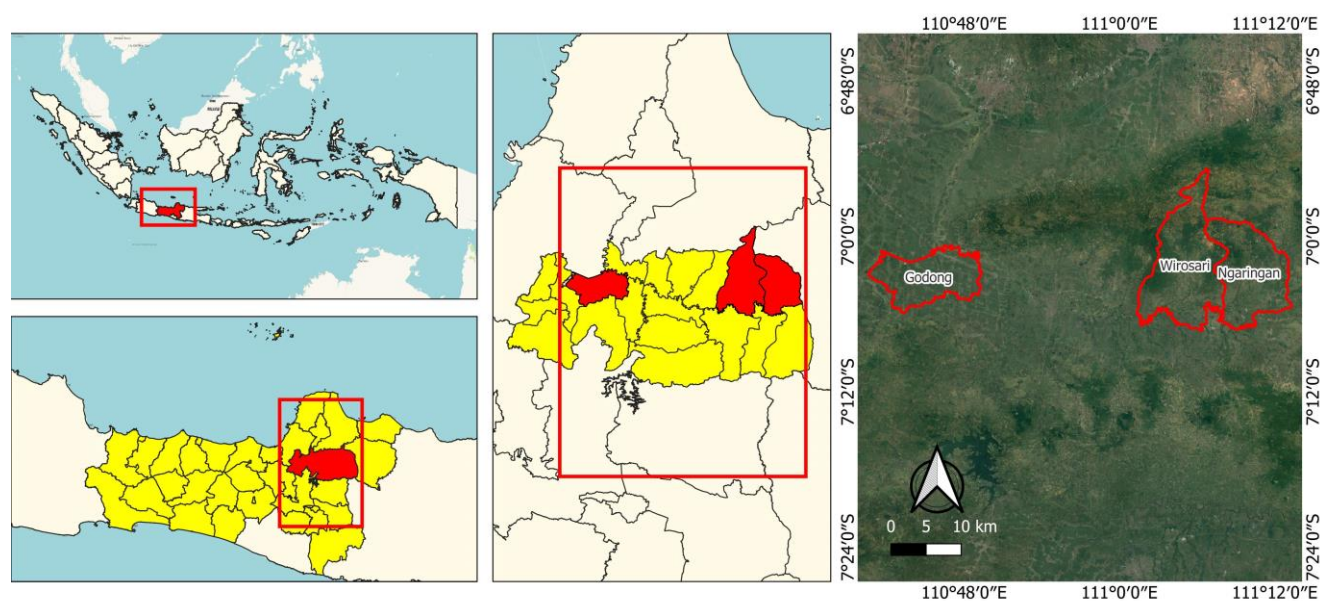 110°48′0″E 111°0′0″E 111°12′0″E
6°48′0″S
7°0′0″S
7°12′0″S
7°24′0″S
Godong
Wirosari
Ngaringan
0 5 10 km
6°48′0″S
7°0′0″S
7°12′0″S
7°24′0″S
110°48′0″E 111°0′0″E 111°12′0″E